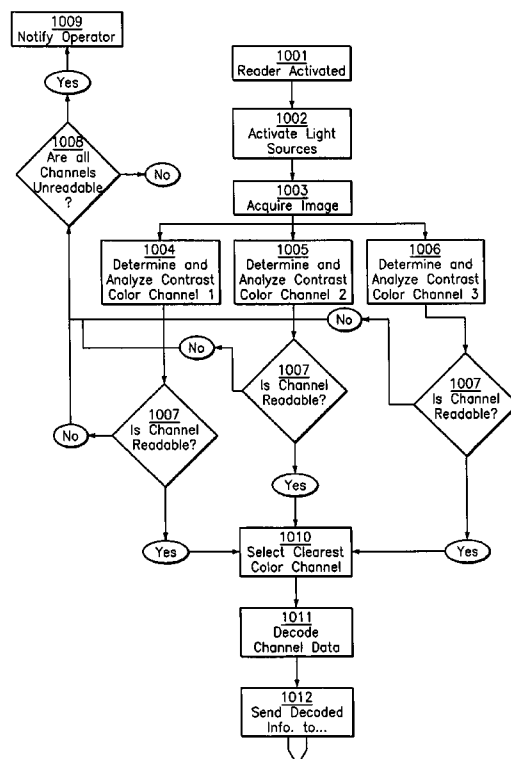 1009
Notify Operator
Yes
1008
Are all
Channels
Unreadable
?
No
1001
Reader Activated
1002
Activate Light
Sources
1003
Acquire Image
1004
Determine and
Analyze Contrast
Color Channel 1
1005
Determine and
Analyze Contrast
Color Channel 2
1006
Determine and
Analyze Contrast
Color Channel 3
No
No
No
1007
Is Channel
Readable?
1007
Is Channel
Readable?
1007
Is Channel
Readable?
Yes
Yes
Yes
1010
Select Clearest
Color Channel
1011
Decode
Channel Data
1012
Send Decoded
Info. to...